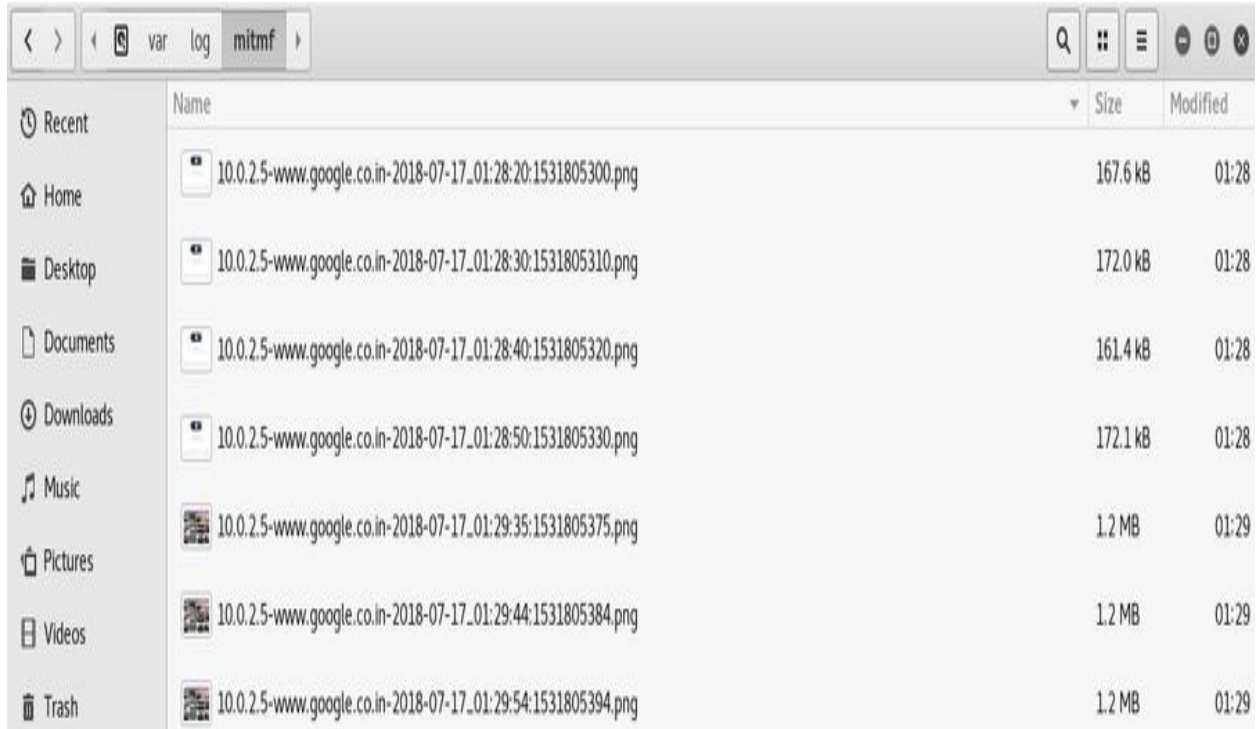 var log mitmf
Name Size Modified
Recent
Home
Desktop
Documents
Downloads
Music
Pictures
Videos
Trash
10.0.2.5-www.google.co.in-2018-07-17_01:28:20:1531805300.png 167.6 kB 01:28
10.0.2.5-www.google.co.in-2018-07-17_01:28:30:1531805310.png 172.0 kB 01:28
10.0.2.5-www.google.co.in-2018-07-17_01:28:40:1531805320.png 161.4 kB 01:28
10.0.2.5-www.google.co.in-2018-07-17_01:28:50:1531805330.png 172.1 kB 01:28
10.0.2.5-www.google.co.in-2018-07-17_01:29:35:1531805375.png 1.2 MB 01:29
10.0.2.5-www.google.co.in-2018-07-17_01:29:44:1531805384.png 1.2 MB 01:29
10.0.2.5-www.google.co.in-2018-07-17_01:29:54:1531805394.png 1.2 MB 01:29